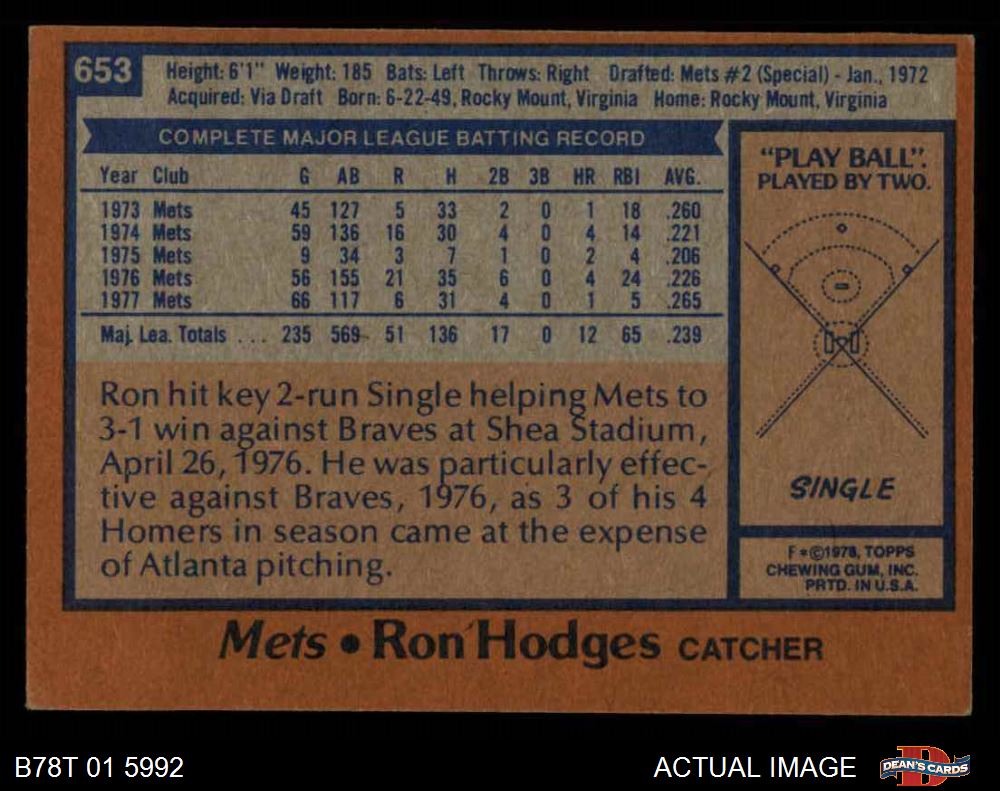 653
Height: 6'1" Weight: 185 Bats: Left Throws: Right Drafted: Mets #2 (Special) - Jan., 1972
Acquired: Via Draft Born: 6-22-49, Rocky Mount, Virginia Home: Rocky Mount, Virginia
COMPLETE MAJOR LEAGUE BATTING RECORD
Year Club G AB R H 2B 3B HR RBI AVG.
1973 Mets 45 127 5 33 2 0 1 18 .260
1974 Mets 59 136 16 30 4 0 4 14 .221
1975 Mets 9 34 3 7 1 0 2 4 .206
1976 Mets 56 155 21 35 6 0 4 24 .226
1977 Mets 66 117 6 31 4 0 1 5 .265
Maj. Lea. Totals . . . 235 569 51 136 17 0 12 65 .239
Ron hit key 2-run Single helping Mets to
3-1 win against Braves at Shea Stadium,
April 26, 1976. He was particularly effec-
tive against Braves, 1976, as 3 of his 4
Homers in season came at the expense
of Atlanta pitching.
"PLAY BALL".
PLAYED BY TWO.
SINGLE
F*©1978, TOPPS
CHEWING GUM, INC.
PRTD. IN U.S.A.
Mets • Ron Hodges CATCHER
B78T 01 5992
ACTUAL IMAGE
DEAN'S CARDS